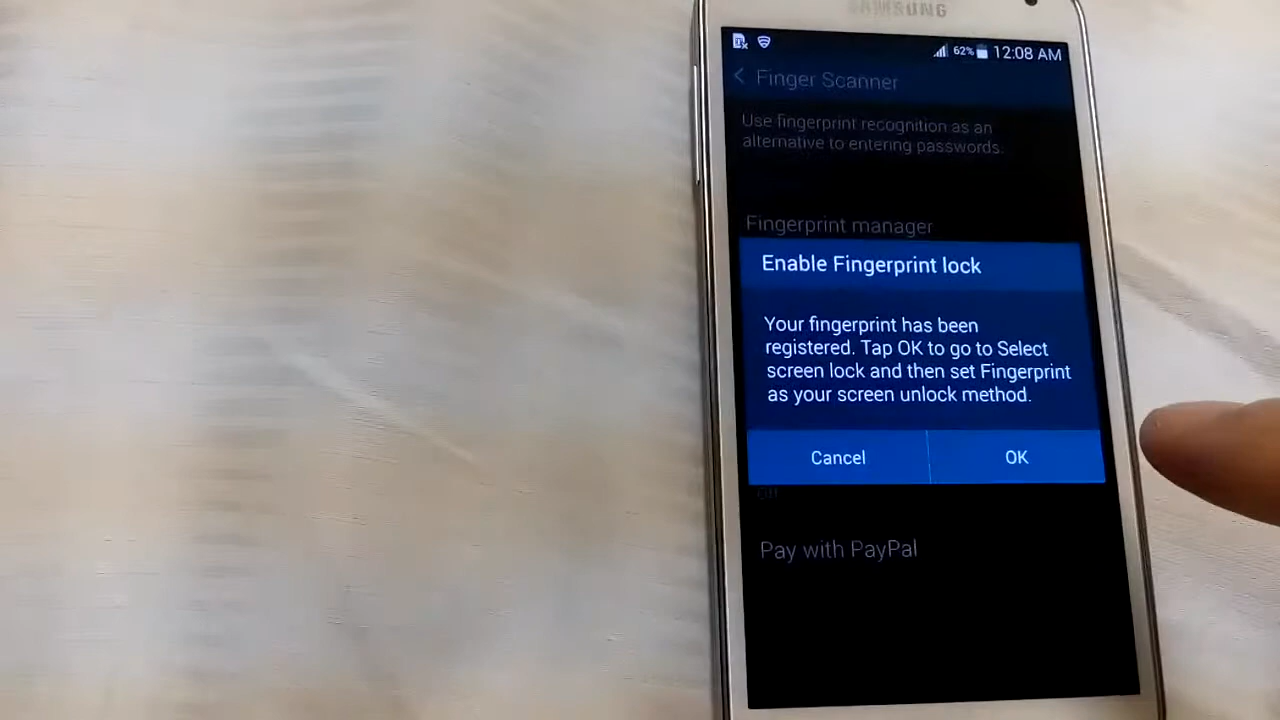 SAMSUNG
62% 12:08 AM
Finger Scanner
Use fingerprint recognition as an
alternative to entering passwords.
Fingerprint manager
Enable Fingerprint lock
Your fingerprint has been
registered. Tap OK to go to Select
screen lock and then set Fingerprint
as your screen unlock method.
Cancel OK
Off
Pay with PayPal